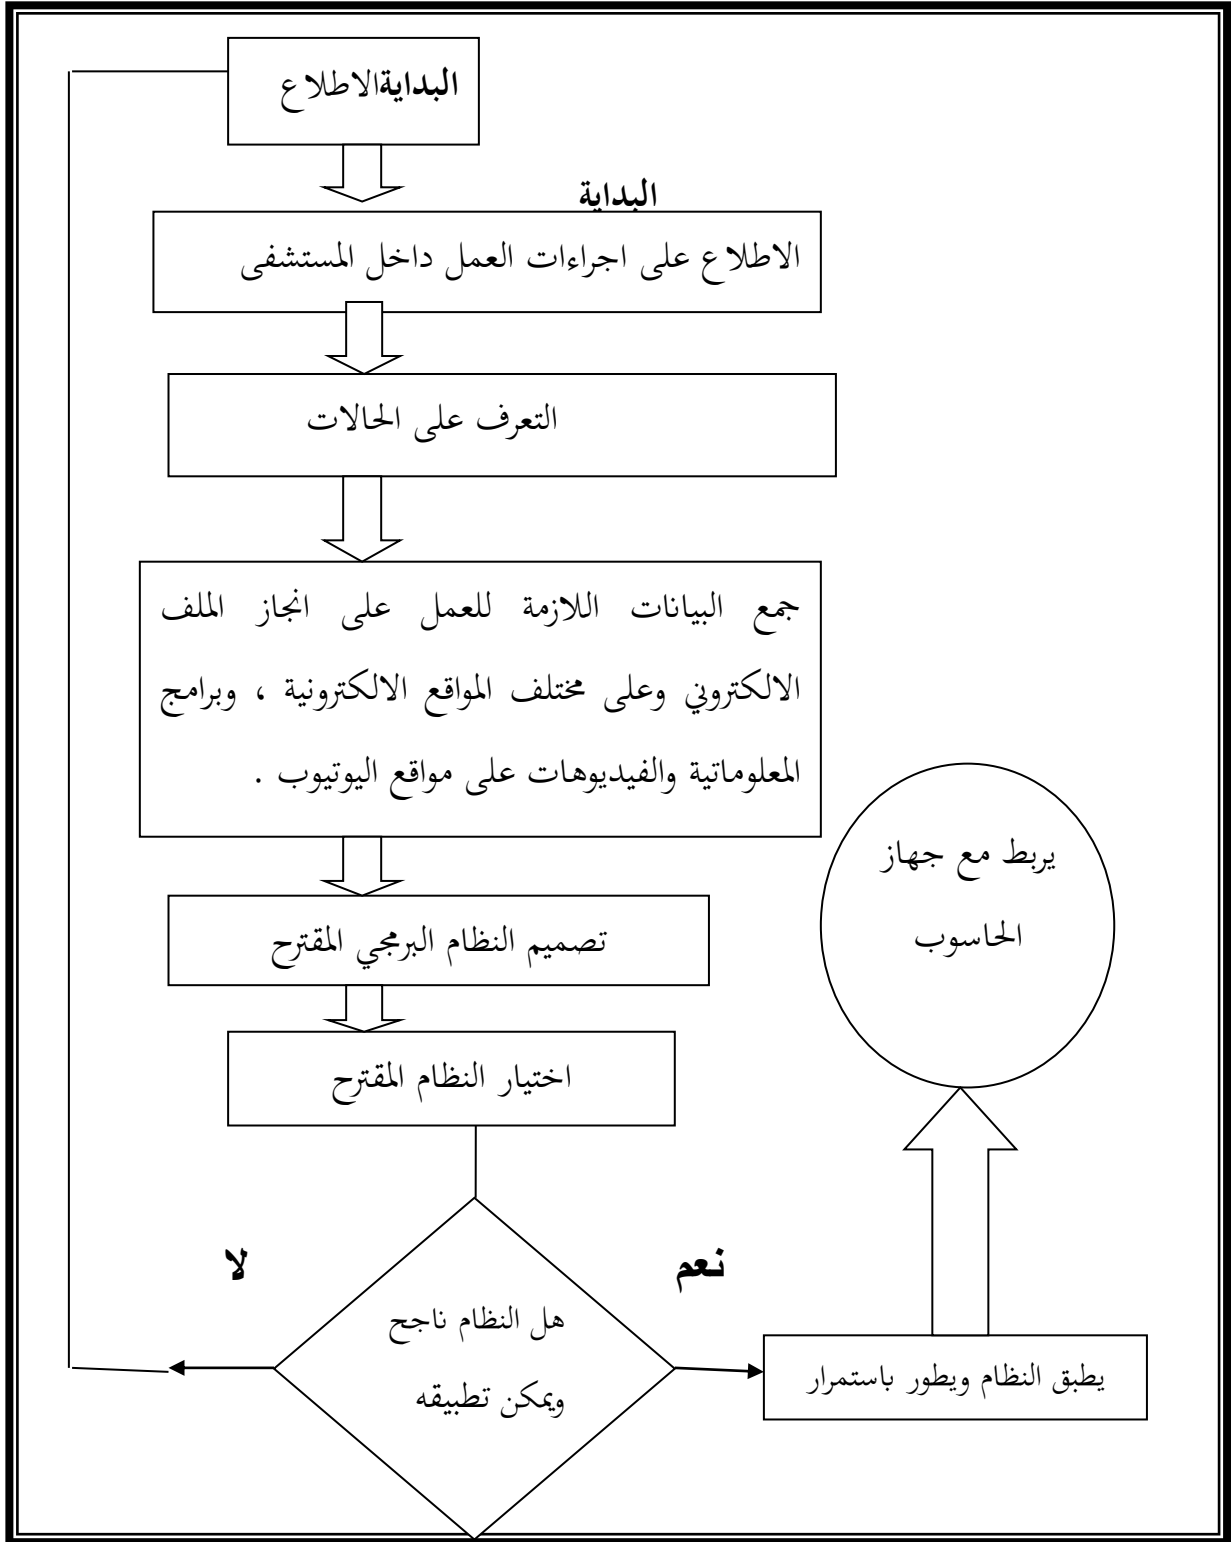 البدايةالاطلاع
البداية
الاطلاع على اجراءات العمل داخل المستشفى
التعرف على الحالات
جمع البيانات اللازمة للعمل على انجاز الملف
الالكتروني وعلى مختلف المواقع الالكترونية ، وبرامج
المعلوماتية والفيديوهات على مواقع اليوتيوب .
يربط مع جهاز
الحاسوب
تصميم النظام البرمجي المقترح
اختيار النظام المقترح
نعم
لا
هل النظام ناجح
ويمكن تطبيقه
يطبق النظام ويطور باستمرار